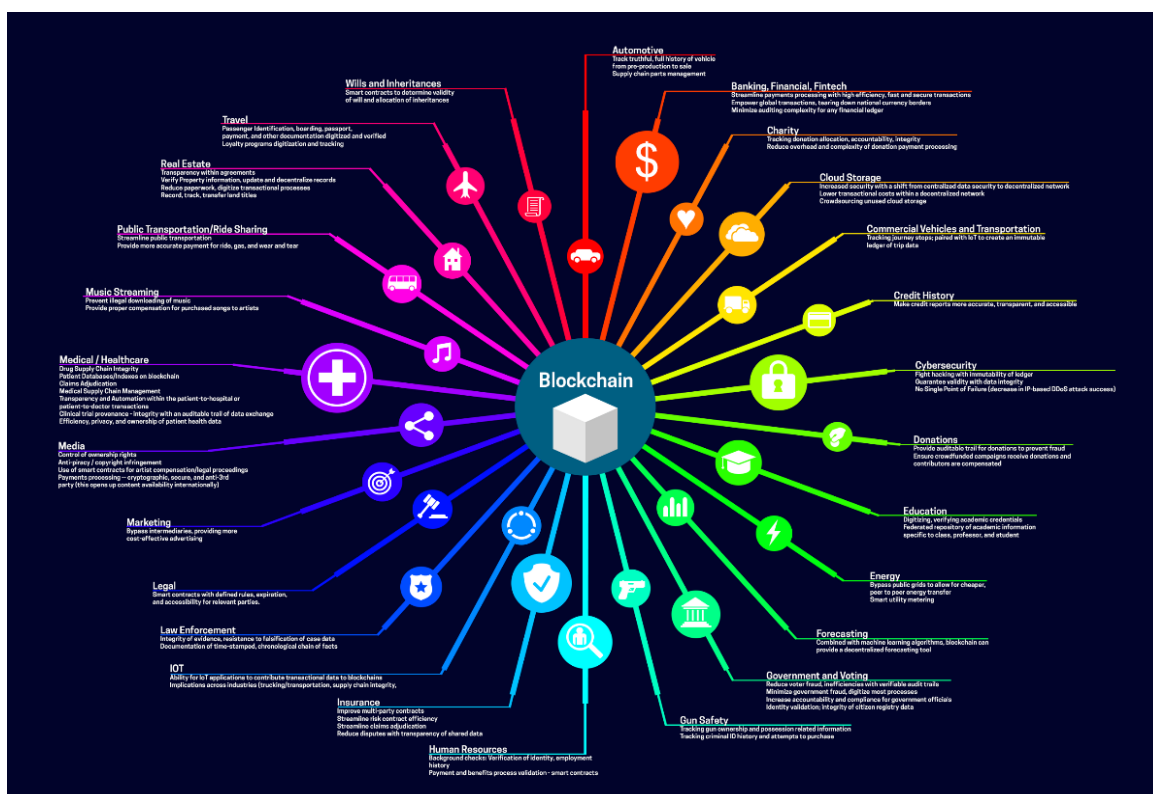 Automotive
Track truthful, full history of vehicle
from pre-production to sale
Supply chain parts management
Banking, Financial, Fintech
Streamline payments processing with high efficiency, fast and secure transactions
Empower global transactions, tearing down national currency borders
Minimize auditing complexity for any financial ledger
Charity
Tracking donation allocation, accountability, integrity
Reduce overhead and complexity of donation payment processing
Cloud Storage
Increased security with a shift from centralized data security to decentralized network
Lower transactional costs within a decentralized network
Crowdsourcing unused cloud storage
Commercial Vehicles and Transportation
Tracking journey stops; paired with IoT to create an immutable
ledger of trip data
Credit History
Make credit reports more accurate, transparent, and accessible
Cybersecurity
Fight hacking with immutability of ledger
Guarantee validity with data integrity
No Single Point of Failure (decrease in IP-based DDoS attack success)
Donations
Provide auditable trail for donations to prevent fraud
Ensure crowdfunded campaigns receive donations and
contributors are compensated
Education
Digitizing, verifying academic credentials
Federated repository of academic information
specific to class, professor, and student
Energy
Bypass public grids to allow for cheaper,
peer to peer energy transfer
Smart utility metering
Forecasting
Combined with machine learning algorithms, blockchain can
provide a decentralized forecasting tool
Government and Voting
Reduce voter fraud, inefficiencies with verifiable audit trails
Minimize government fraud, digitize most processes
Increase accountability and compliance for government officials
Identity validation; integrity of citizen registry data
Gun Safety
Tracking gun ownership and possession related information
Tracking criminal ID history and attempts to purchase
Human Resources
Background checks: Verification of identity, employment
history
Payment and benefits process validation - smart contracts
Insurance
Improve multi-party contracts
Streamline risk contract efficiency
Streamline claims adjudication
Reduce disputes with transparency of shared data
IOT
Ability for IoT applications to contribute transactional data to blockchains
Implications across industries (trucking/transportation, supply chain integrity,
Law Enforcement
Integrity of evidence, resistance to falsification of case data
Documentation of time-stamped, chronological chain of facts
Legal
Smart contracts with defined rules, expiration,
and accessibility for relevant parties.
Marketing
Bypass intermediaries, providing more
cost-effective advertising
Media
Control of ownership rights
Anti-piracy / copyright infringement
Use of smart contracts for artist compensation/legal proceedings
Payments processing – cryptographic, secure, and anti-3rd
party (this opens up content availability internationally)
Medical / Healthcare
Drug Supply Chain Integrity
Patient Databases/Indexes on blockchain
Claims Adjudication
Medical Supply Chain Management
Transparency and Automation within the patient-to-hospital or
patient-to-doctor transactions
Clinical trial provenance - integrity with an auditable trail of data exchange
Efficiency, privacy, and ownership of patient health data
Music Streaming
Prevent illegal downloading of music
Provide proper compensation for purchased songs to artists
Public Transportation/Ride Sharing
Streamline public transportation
Provide more accurate payment for ride, gas, and wear and tear
Real Estate
Transparency within agreements
Verify Property information, update and decentralize records
Reduce paperwork, digitize transactional processes
Record, track, transfer land titles
Travel
Passenger Identification, boarding, passport,
payment, and other documentation digitized and verified
Loyalty programs digitization and tracking
Wills and Inheritances
Smart contracts to determine validity
of will and allocation of inheritances
$
Blockchain